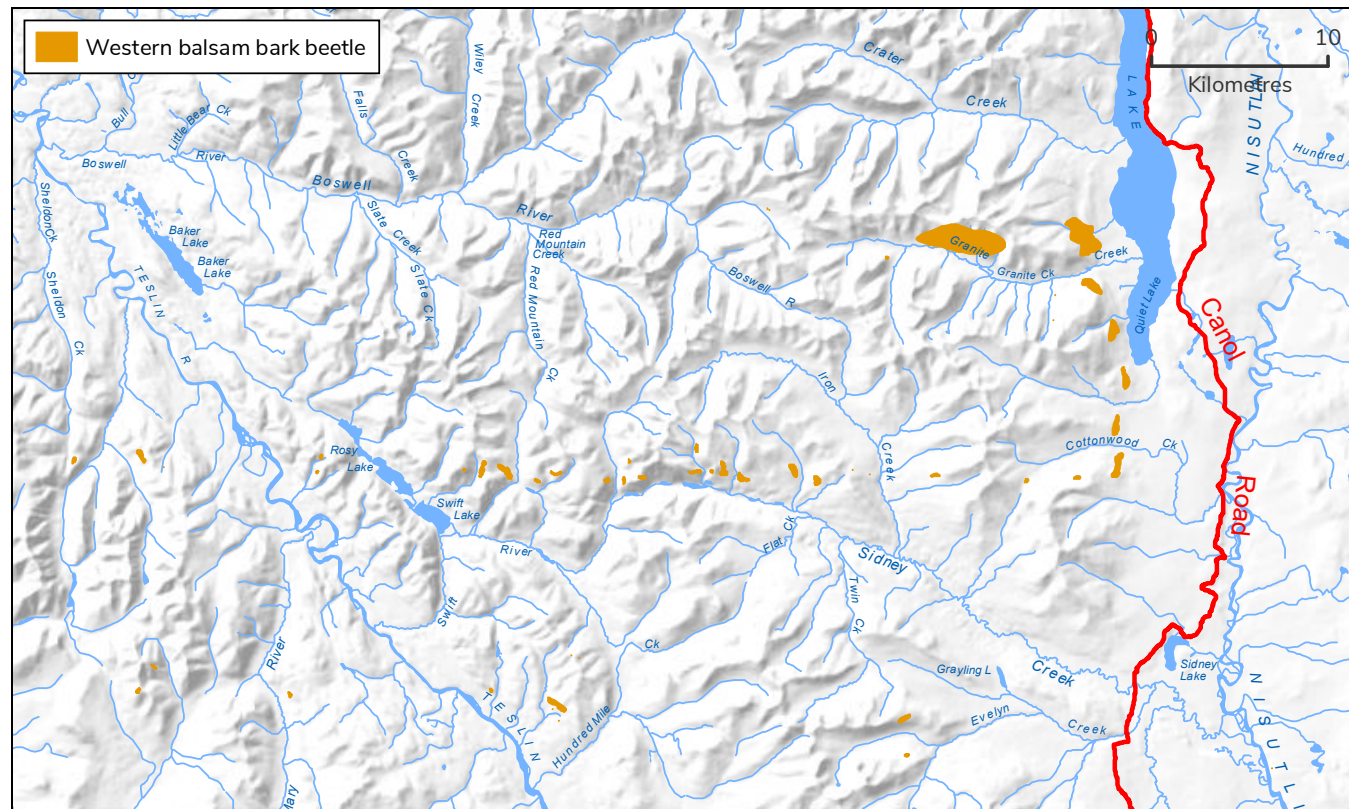 Western balsam bark beetle
0
10
Kilometres
Crater
Creek
Wiley
Creek
Falls
Creek
Bull
Little Bear Ck
Boswell
River
Boswell
River
LAKE
NISUTLIN
Hundred
Sheldon Ck
Sheldon
Ck
Baker
Lake
Baker
Lake
Slate Creek
Slate Ck
Red
Mountain
Creek
Red Mountain
Ck
Boswell R
Granite
Granite Ck
Creek
Quiet Lake
Canol
Road
TESLIN
R
Iron
Creek
Cottonwood Ck
Rosy
Lake
Swift
Lake
River
Swift
Flat Ck
Sidney
Creek
Twin
Ck
Ck
Hundred Mile
River
Mary
TESLIN
Grayling L
Evelyn
Creek
Sidney
Lake
NISUTL